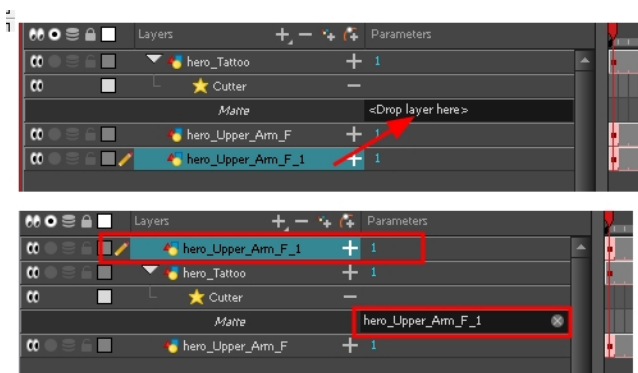 Layers Parameters
hero_Tattoo 1
Cutter
Matte <Drop layer here>
hero_Upper_Arm_F 1
hero_Upper_Arm_F_1 1
Layers Parameters
hero_Upper_Arm_F_1 1
hero_Tattoo 1
Cutter
Matte hero_Upper_Arm_F_1
hero_Upper_Arm_F 1